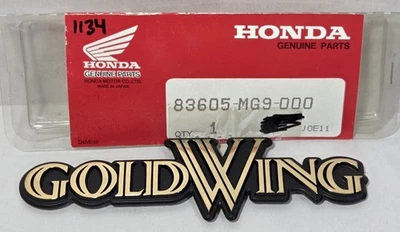 1134
HONDA
GENUINE PARTS
HONDA
GENUINE PARTS
HONDA MOTOR CO., LTD.
MADE IN JAPAN
83605-MG9-000
QTY. 1
JOE11
GOLDWING